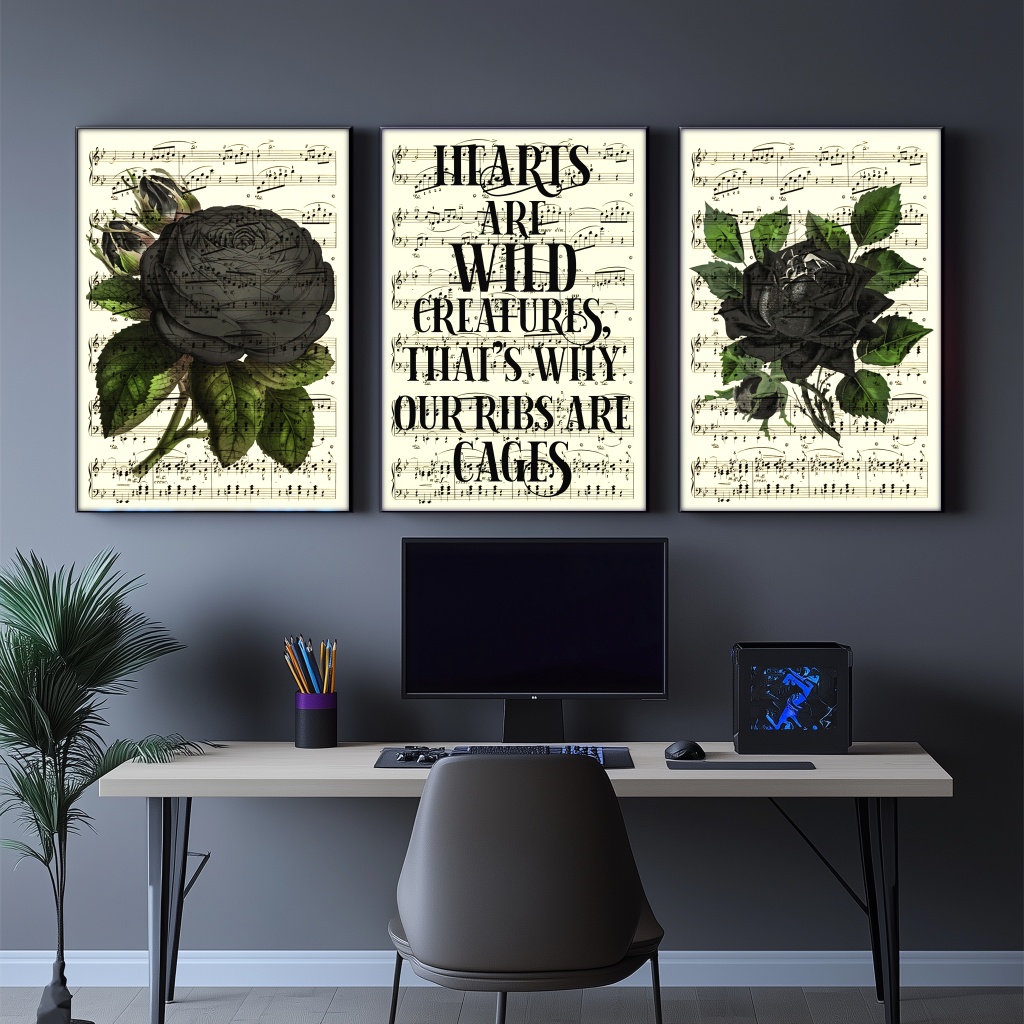 HEARTS
ARE
WILD
CREATURES,
THAT'S WHY
OUR RIBS ARE
CAGES